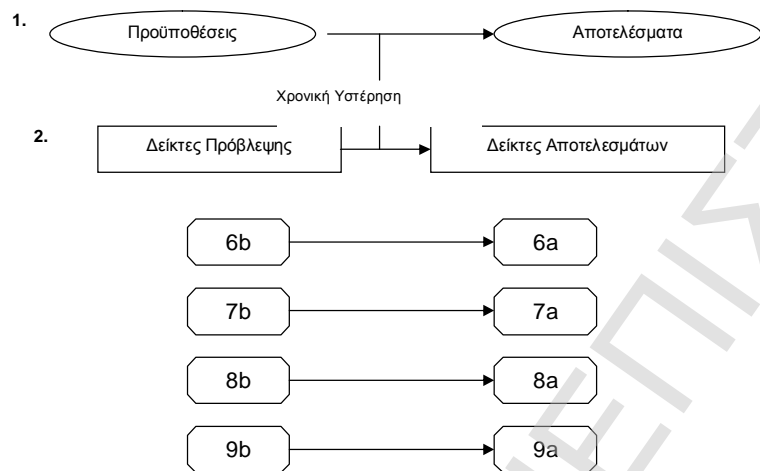 1.
Προϋποθέσεις Αποτελέσματα
Χρονική Υστέρηση
2.
Δείκτες Πρόβλεψης Δείκτες Αποτελεσμάτων
6b 6a
7b 7a
8b 8a
9b 9a